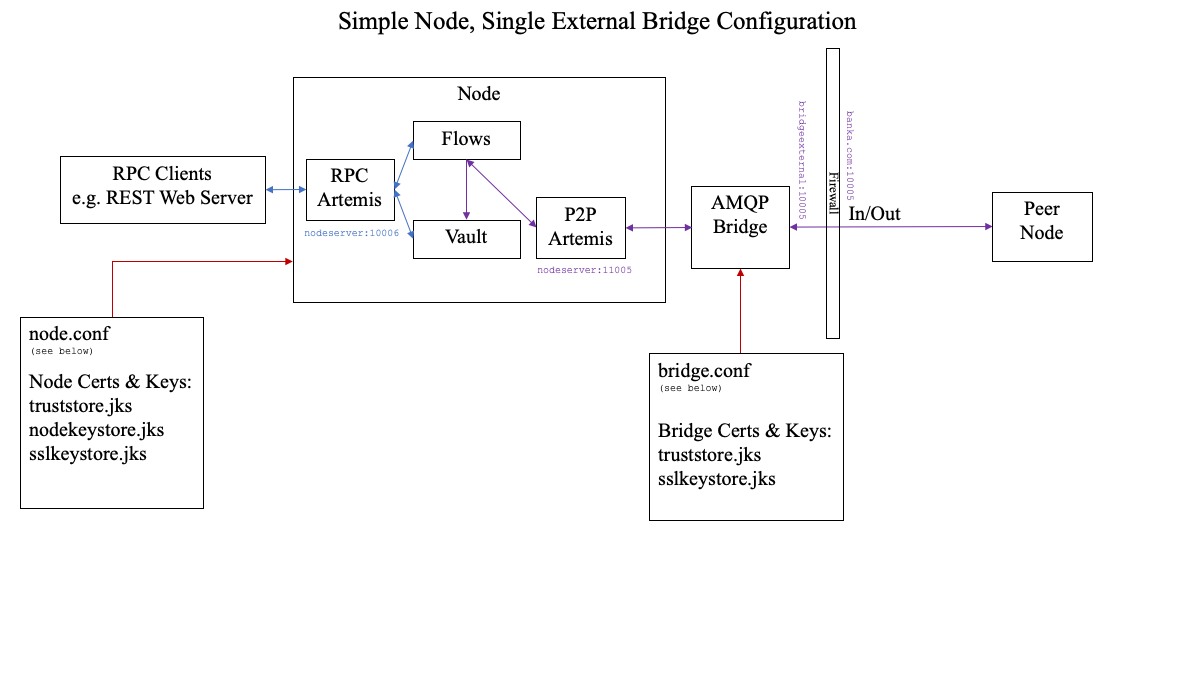 Simple Node, Single External Bridge Configuration
Node
Flows
RPC Clients
e.g. REST Web Server
RPC
Artemis
nodeserver:10006
Vault
P2P
Artemis
nodeserver:11005
AMQP
Bridge
bridgeexternal:10005
Firewall
banka.com:10005
In/Out
Peer
Node
node.conf
(see below)
Node Certs & Keys:
truststore.jks
nodekeystore.jks
sslkeystore.jks
bridge.conf
(see below)
Bridge Certs & Keys:
truststore.jks
sslkeystore.jks